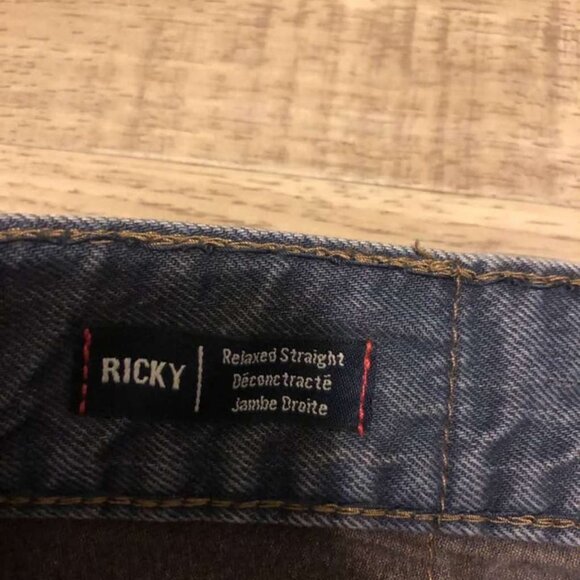 RICKY
Relaxed Straight
Déconctracté
Jambe Droite